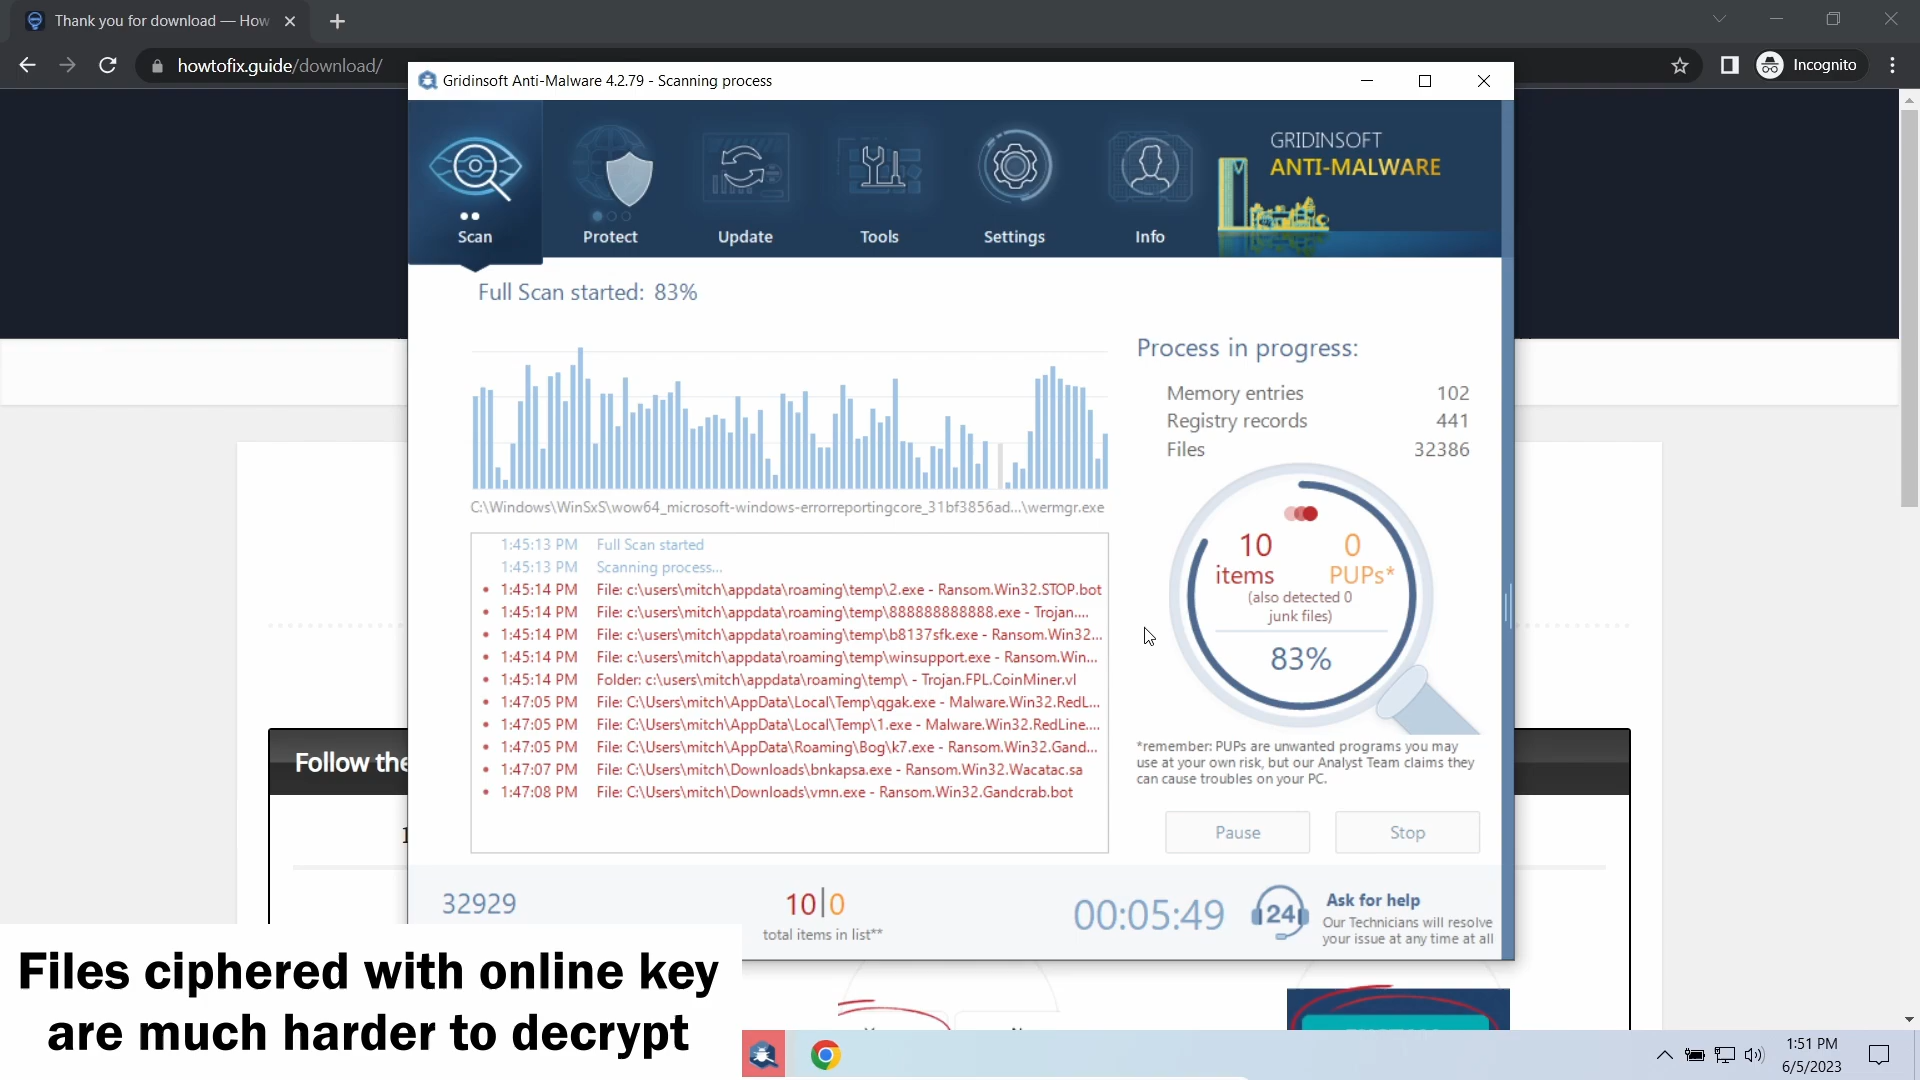 Thank you for download — How
howtofix.guide/download/
Incognito
Gridinsoft Anti-Malware 4.2.79 - Scanning process
Scan
Protect
Update
Tools
Settings
Info
GRIDINSOFT
ANTI-MALWARE
Full Scan started: 83%
C:\Windows\WinSxS\wow64_microsoft-windows-errorreportingcore_31bf3856ad...\wermgr.exe
1:45:13 PM Full Scan started
1:45:13 PM Scanning process...
• 1:45:14 PM File: c:\users\mitch\appdata\roaming\temp\2.exe - Ransom.Win32.STOP.bot
• 1:45:14 PM File: c:\users\mitch\appdata\roaming\temp\888888888888.exe - Trojan....
• 1:45:14 PM File: c:\users\mitch\appdata\roaming\temp\b8137sfk.exe - Ransom.Win32...
• 1:45:14 PM File: c:\users\mitch\appdata\roaming\temp\winsupport.exe - Ransom.Win...
• 1:45:14 PM Folder: c:\users\mitch\appdata\roaming\temp\ - Trojan.FPL.CoinMiner.vl
• 1:47:05 PM File: C:\Users\mitch\AppData\Local\Temp\qgak.exe - Malware.Win32.RedL...
• 1:47:05 PM File: C:\Users\mitch\AppData\Local\Temp\1.exe - Malware.Win32.RedLine....
• 1:47:05 PM File: C:\Users\mitch\AppData\Roaming\Bog\k7.exe - Ransom.Win32.Gand...
• 1:47:07 PM File: C:\Users\mitch\Downloads\bnkapsa.exe - Ransom.Win32.Wacatac.sa
• 1:47:08 PM File: C:\Users\mitch\Downloads\vmn.exe - Ransom.Win32.Gandcrab.bot
Process in progress:
Memory entries 102
Registry records 441
Files 32386
10 0
items PUPs*
(also detected 0
junk files)
83%
*remember: PUPs are unwanted programs you may
use at your own risk, but our Analyst Team claims they
can cause troubles on your PC.
Pause
Stop
32929
10|0
total items in list**
00:05:49
24
Ask for help
Our Technicians will resolve
your issue at any time at all
Follow the
1
Files ciphered with online key
are much harder to decrypt
1:51 PM
6/5/2023